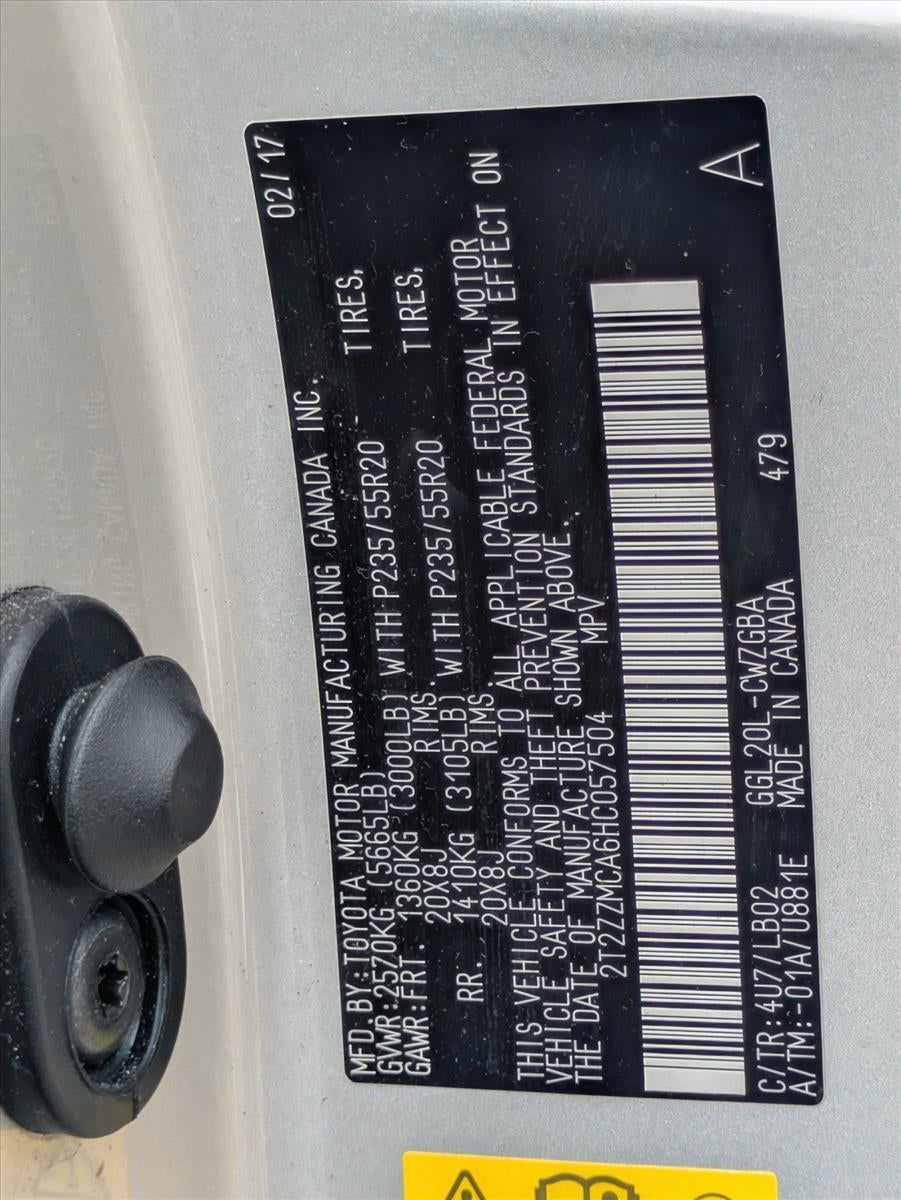 MFD. BY: TOYOTA MOTOR MANUFACTURING CANADA INC. 02/17
GVWR:2570KG (5665LB)
GAWR:FRT. 1360KG (3000LB) WITH P235/55R20 TIRES,
20X8J RIMS,
RR. 1410KG (3105LB) WITH P235/55R20 TIRES,
20X8J RIMS.
THIS VEHICLE CONFORMS TO ALL APPLICABLE FEDERAL MOTOR
VEHICLE SAFETY AND THEFT PREVENTION STANDARDS IN EFFECT ON
THE DATE OF MANUFACTURE SHOWN ABOVE.
2T2ZZMCA6HC057504 MPV
C/TR:4U7/LB02 GGL20L-CWZGBA A
A/TM:-01A/U881E MADE IN CANADA 479